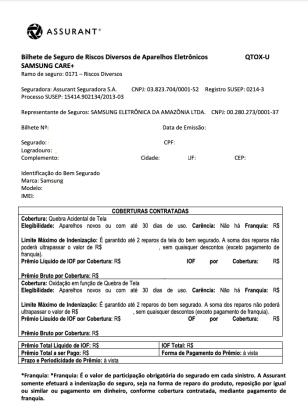 ASSURANT®
Bilhete de Seguro de Riscos Diversos de Aparelhos Eletrônicos QTOX-U
SAMSUNG CARE+
Ramo de seguro: 0171 – Riscos Diversos
Seguradora: Assurant Seguradora S.A. CNPJ: 03.823.704/0001-52 Registro SUSEP: 0214-3
Processo SUSEP: 15414.902134/2013-03
Representante de Seguros: SAMSUNG ELETRÔNICA DA AMAZÔNIA LTDA. CNPJ: 00.280.273/0001-37
Bilhete Nº: Data de Emissão:
Segurado: CPF:
Logradouro:
Complemento: Cidade: UF: CEP:
Identificação do Bem Segurado
Marca: Samsung
Modelo:
IMEI:
COBERTURAS CONTRATADAS
Cobertura: Quebra Acidental de Tela
Elegibilidade: Aparelhos novos ou com até 30 dias de uso. Carência: Não há Franquia: R$
Limite Máximo de Indenização: É garantido até 2 reparos da tela do bem segurado. A soma dos reparos não
poderá ultrapassar o valor de R$ , sem quaisquer descontos (exceto pagamento de
franquia).
Prêmio Líquido de IOF por Cobertura: R$ IOF por Cobertura: R$
Prêmio Bruto por Cobertura: R$
Cobertura: Oxidação em função de Quebra de Tela
Elegibilidade: Aparelhos novos ou com até 30 dias de uso. Carência: Não há Franquia: R$
Limite Máximo de Indenização: É garantido até 2 reparos do bem segurado. A soma dos reparos não poderá
ultrapassar o valor de R$ , sem quaisquer descontos (exceto pagamento de franquia).
Prêmio Líquido de IOF por Cobertura: R$ OF por Cobertura: R$
Prêmio Bruto por Cobertura: R$
Prêmio Total Líquido de IOF: R$ IOF Total: R$
Prêmio Total a ser Pago: R$ Forma de Pagamento do Prêmio: à vista
Prazo e Periodicidade do Prêmio: à vista
*Franquia: *Franquia: É o valor de participação obrigatória do segurado em cada sinistro. A Assurant
somente efetuará a indenização do seguro, seja na forma de reparo do produto, reposição por igual
ou similar ou pagamento em dinheiro, conforme cobertura contratada, mediante pagamento de
franquia.